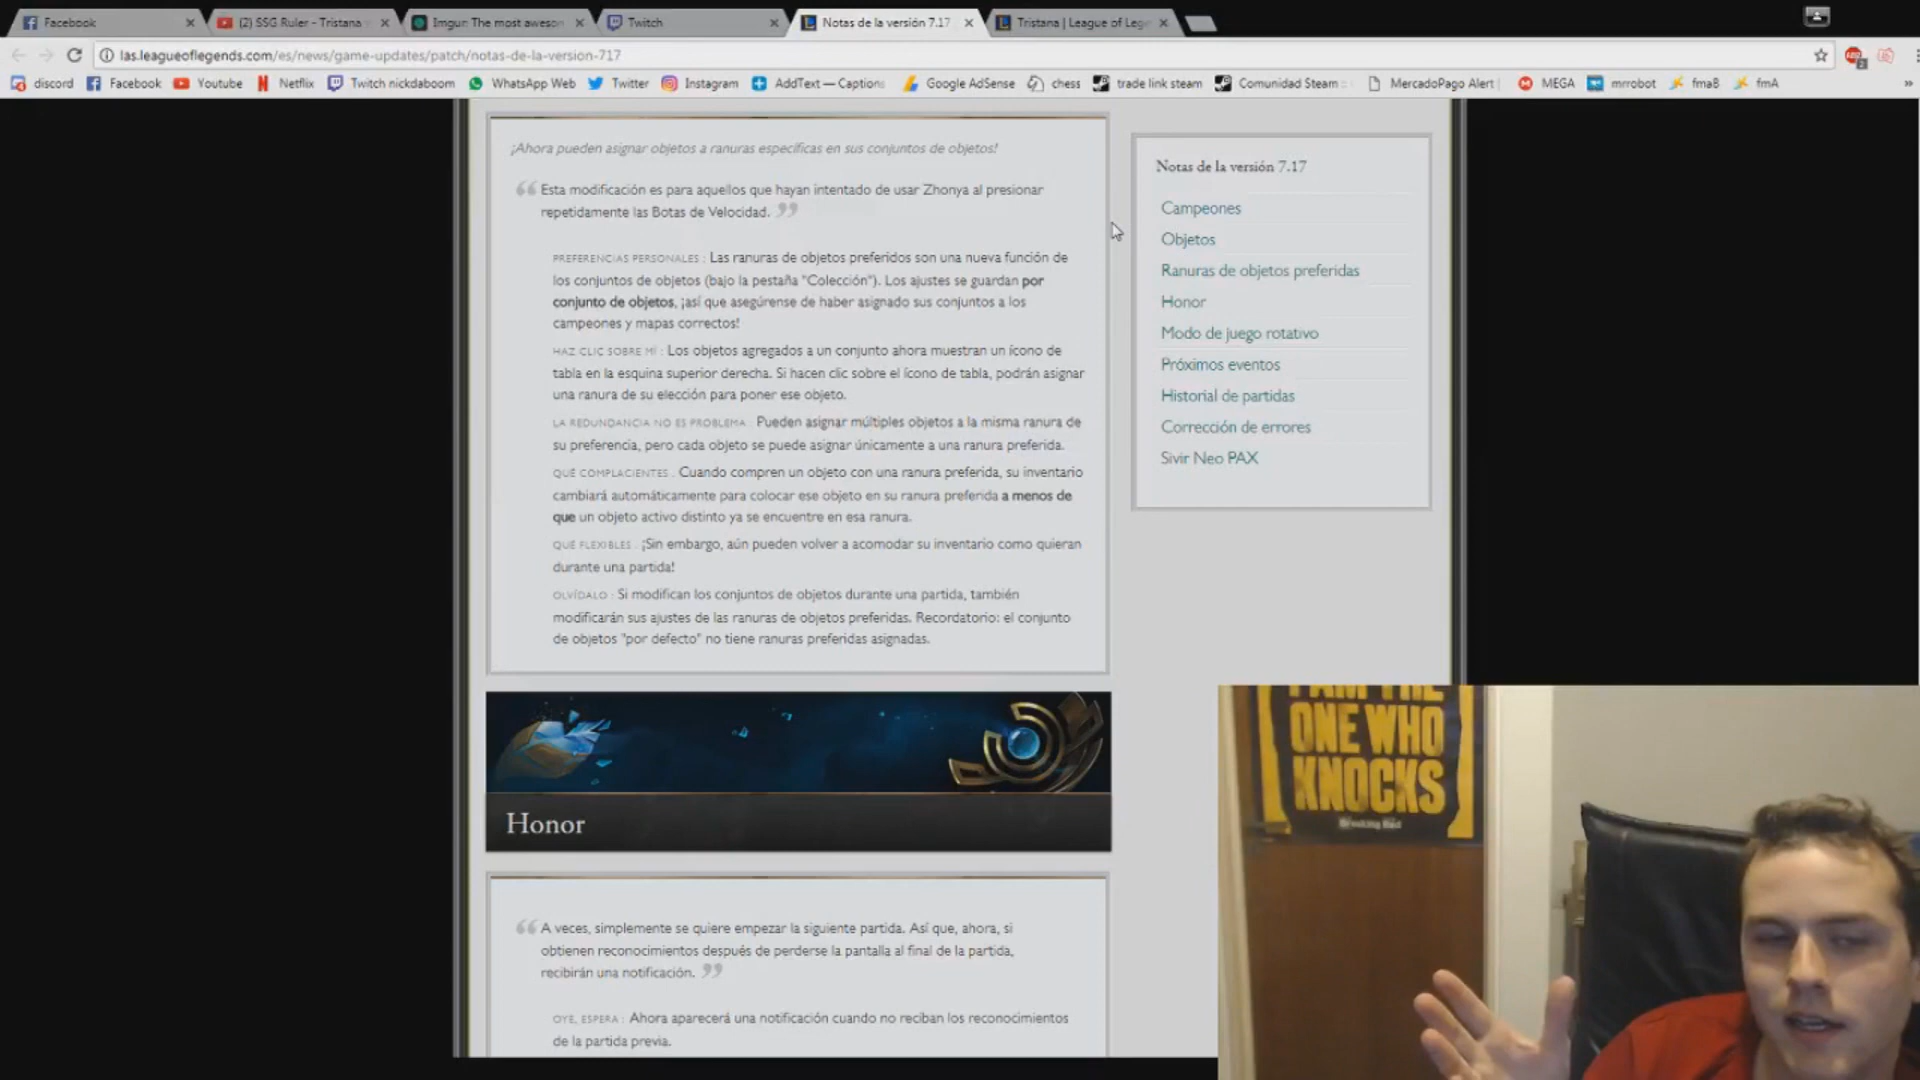 Facebook
(2) SSG Ruler - Tristana
Imgur: The most aweson
Twitch
Notas de la versión 7.17
Tristana | League of Lege
las.leagueoflegends.com/es/news/game-updates/patch/notas-de-la-version-717
discord
Facebook
Youtube
Netflix
Twitch nickdaboom
WhatsApp Web
Twitter
Instagram
AddText — Captions
Google AdSense
chess
trade link steam
Comunidad Steam ::
MercadoPago Alert
MEGA
mrrobot
fmaB
fmA
»
¡Ahora pueden asignar objetos a ranuras específicas en sus conjuntos de objetos!
“ Esta modificación es para aquellos que hayan intentado de usar Zhonya al presionar
repetidamente las Botas de Velocidad. ”
PREFERENCIAS PERSONALES : Las ranuras de objetos preferidos son una nueva función de
los conjuntos de objetos (bajo la pestaña "Colección"). Los ajustes se guardan por
conjunto de objetos, ¡así que asegúrense de haber asignado sus conjuntos a los
campeones y mapas correctos!
HAZ CLIC SOBRE MÍ : Los objetos agregados a un conjunto ahora muestran un ícono de
tabla en la esquina superior derecha. Si hacen clic sobre el ícono de tabla, podrán asignar
una ranura de su elección para poner ese objeto.
LA REDUNDANCIA NO ES PROBLEMA : Pueden asignar múltiples objetos a la misma ranura de
su preferencia, pero cada objeto se puede asignar únicamente a una ranura preferida.
QUÉ COMPLACIENTES : Cuando compren un objeto con una ranura preferida, su inventario
cambiará automáticamente para colocar ese objeto en su ranura preferida a menos de
que un objeto activo distinto ya se encuentre en esa ranura.
QUÉ FLEXIBLES : ¡Sin embargo, aún pueden volver a acomodar su inventario como quieran
durante una partida!
OLVÍDALO : Si modifican los conjuntos de objetos durante una partida, también
modificarán sus ajustes de las ranuras de objetos preferidas. Recordatorio: el conjunto
de objetos "por defecto" no tiene ranuras preferidas asignadas.
Honor
“ A veces, simplemente se quiere empezar la siguiente partida. Así que, ahora, si
obtienen reconocimientos después de perderse la pantalla al final de la partida,
recibirán una notificación. ”
OYE, ESPERA : Ahora aparecerá una notificación cuando no reciban los reconocimientos
de la partida previa.
Notas de la versión 7.17
Campeones
Objetos
Ranuras de objetos preferidas
Honor
Modo de juego rotativo
Próximos eventos
Historial de partidas
Corrección de errores
Sivir Neo PAX
I AM THE
ONE WHO
KNOCKS
Breaking Bad